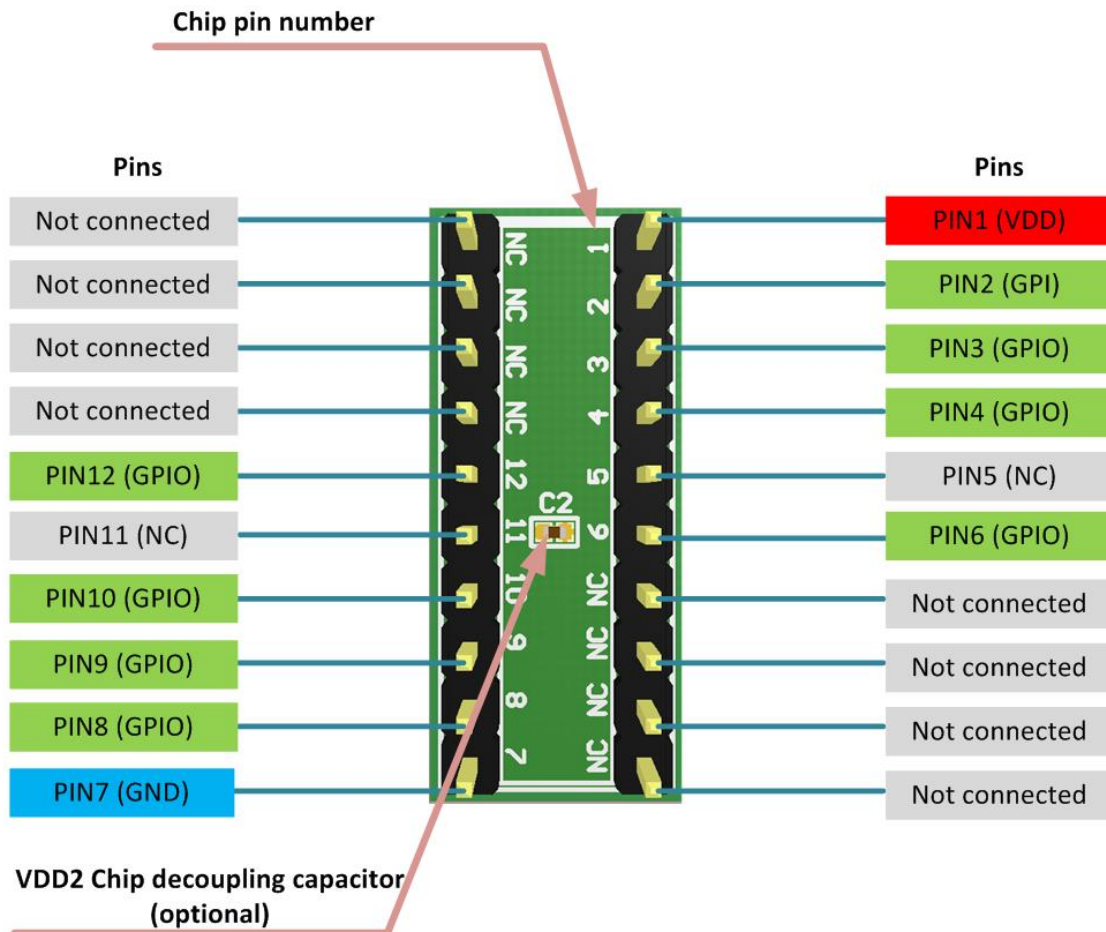 Chip pin number
Pins
Pins
Not connected
PIN1 (VDD)
Not connected
PIN2 (GPI)
Not connected
PIN3 (GPIO)
Not connected
PIN4 (GPIO)
PIN12 (GPIO)
PIN5 (NC)
PIN11 (NC)
PIN6 (GPIO)
PIN10 (GPIO)
Not connected
PIN9 (GPIO)
Not connected
PIN8 (GPIO)
Not connected
PIN7 (GND)
Not connected
NC
NC
NC
NC
12
11
10
9
8
7
C2
1
2
3
4
5
6
NC
NC
NC
NC
VDD2 Chip decoupling capacitor
(optional)